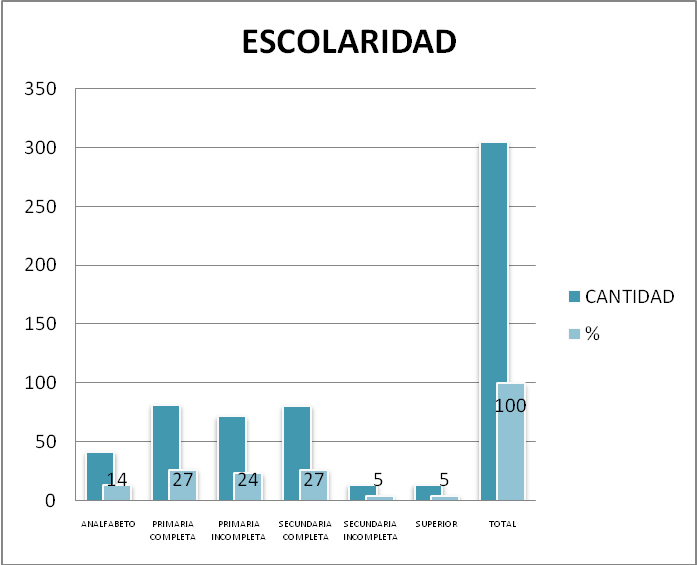 ESCOLARIDAD
350
300
250
200
150
100
50
0
14
27
24
27
5
5
100
ANALFABETO
PRIMARIA
COMPLETA
PRIMARIA
INCOMPLETA
SECUNDARIA
COMPLETA
SECUNDARIA
INCOMPLETA
SUPERIOR
TOTAL
CANTIDAD
%